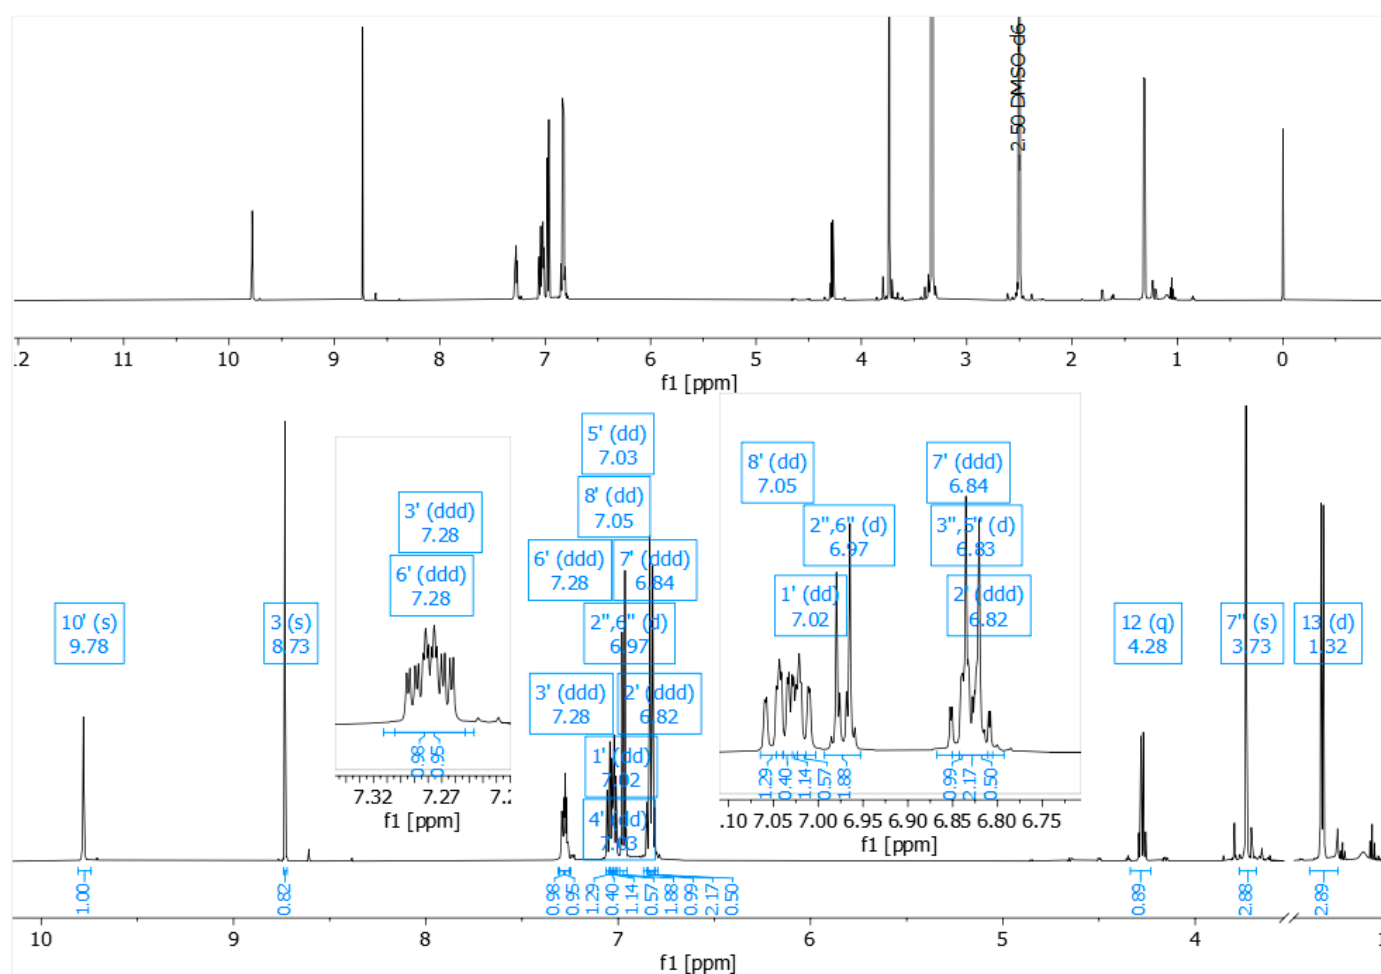 2.50 DMSO-d6
.2 11 10 9 8 7 6 5 4 3 2 1 0
f1 [ppm]
5' (dd)
7.03
8' (dd)
7.05
6' (ddd)
7.28
7' (ddd)
6.84
2",6" (d)
6.97
3' (ddd)
7.28
2' (ddd)
6.82
1' (dd)
7.02
4' (dd)
7.03
10' (s)
9.78
3 (s)
8.73
3' (ddd)
7.28
6' (ddd)
7.28
0.98
0.95
7.32 7.27 7.2
f1 [ppm]
8' (dd)
7.05
7' (ddd)
6.84
2",6" (d)
6.97
3",5" (d)
6.83
1' (dd)
7.02
2' (ddd)
6.82
1.29
0.40
1.14
0.57
1.88
0.99
2.17
0.50
.10 7.05 7.00 6.95 6.90 6.85 6.80 6.75
f1 [ppm]
12 (q)
4.28
7" (s)
3.73
13 (d)
1.32
1.00
0.82
0.98
0.95
1.29
0.40
1.14
0.57
1.88
0.99
2.17
0.50
0.89
2.88
2.89
10 9 8 7 6 5 4 1
f1 [ppm]